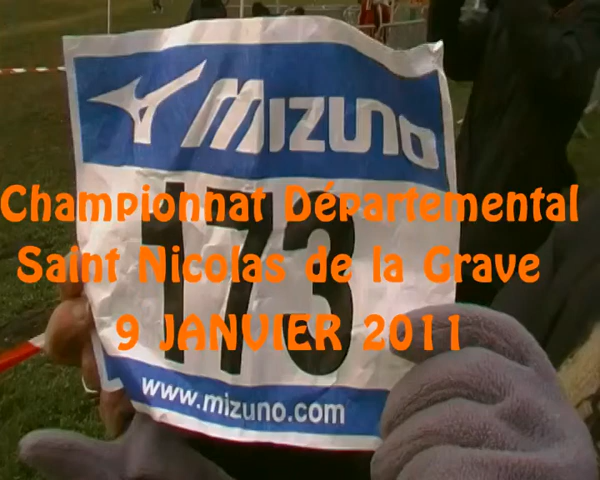 MIZUNO
173
Championnat Départemental
Saint Nicolas de la Grave
9 JANVIER 2011
www.mizuno.com